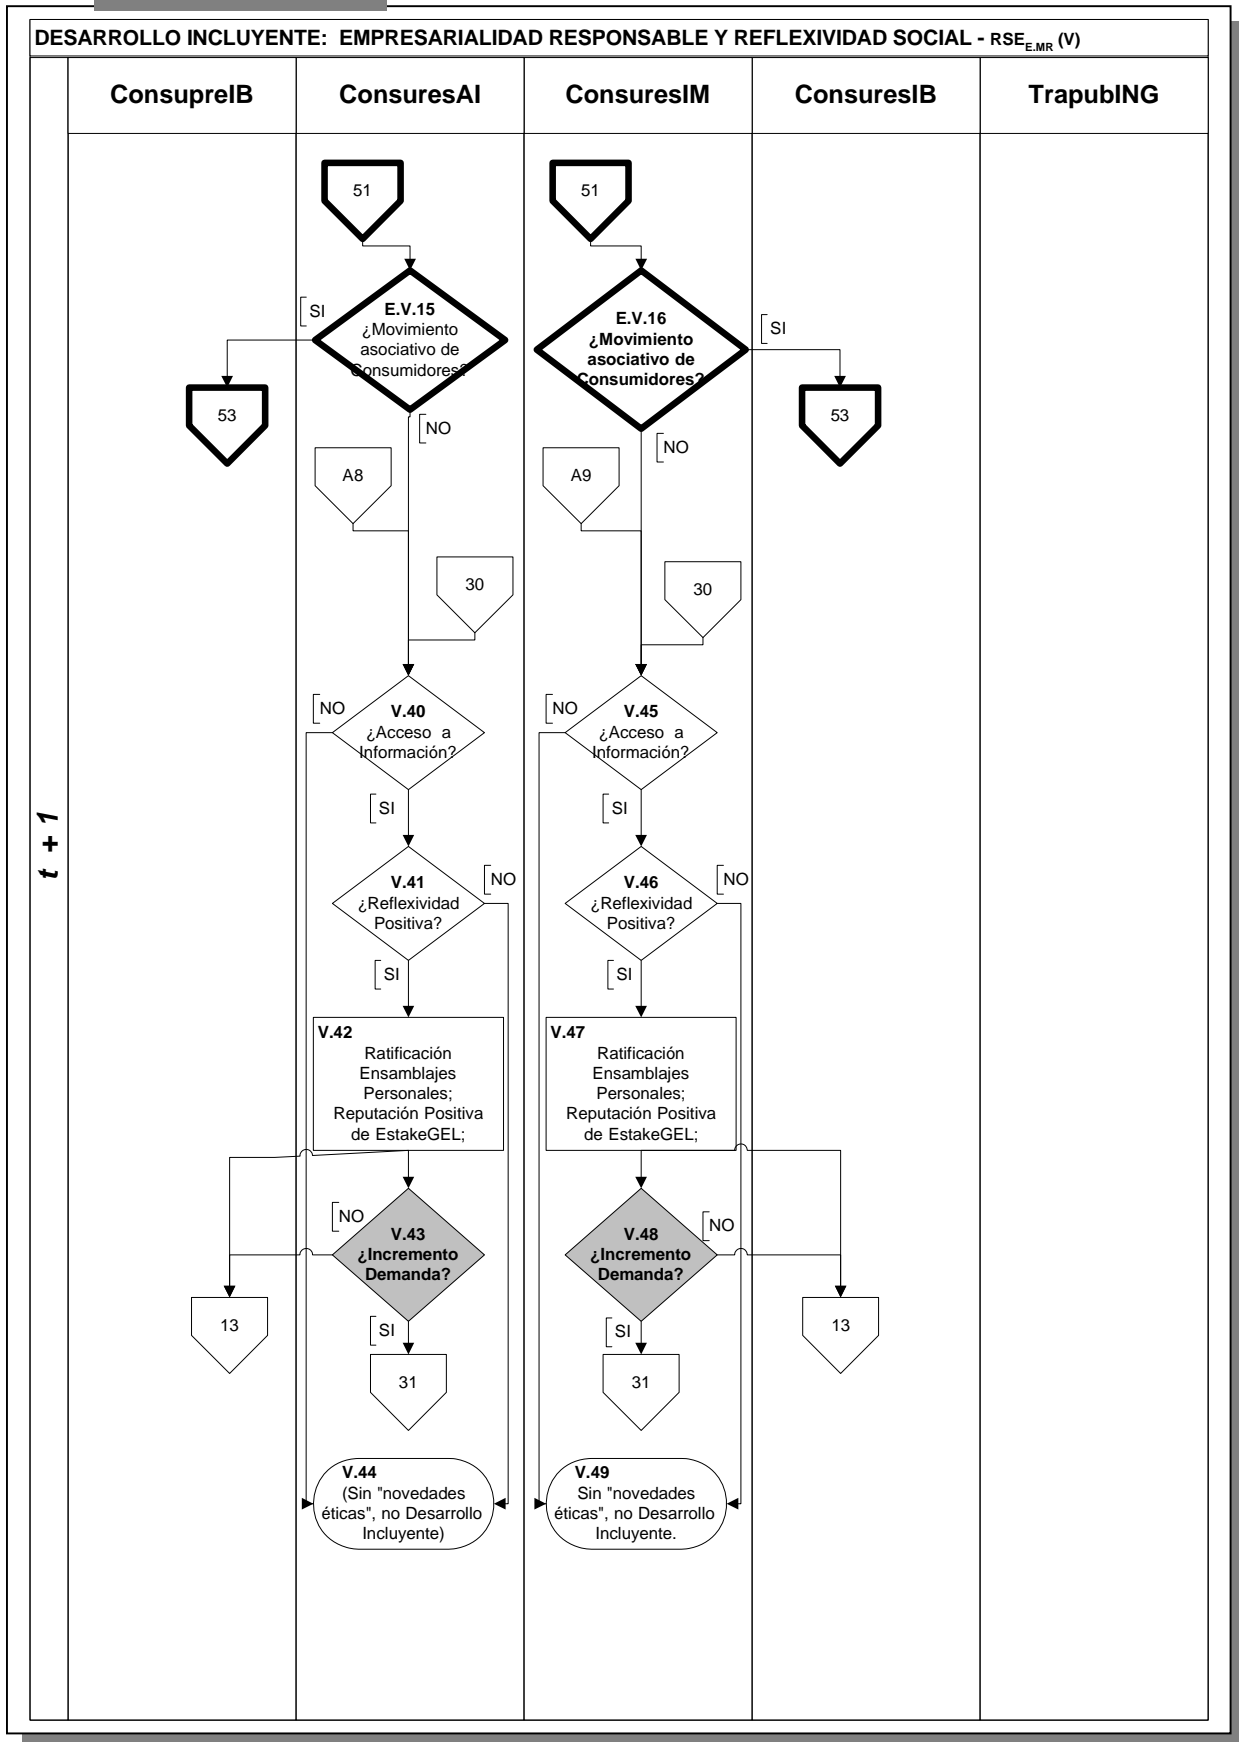 DESARROLLO INCLUYENTE: EMPRESARIALIDAD RESPONSABLE Y REFLEXIVIDAD SOCIAL - RSE E.MR (V)
ConsupreIB
ConsuresAI
ConsuresIM
ConsuresIB
TrapubING
t + 1
51
51
E.V.15
¿Movimiento
asociativo de
Consumidores?
SI
NO
53
E.V.16
¿Movimiento
asociativo de
Consumidores?
SI
NO
53
A8
A9
30
30
NO
V.40
¿Acceso a
Información?
SI
NO
V.45
¿Acceso a
Información?
SI
V.41
¿Reflexividad
Positiva?
NO
SI
V.46
¿Reflexividad
Positiva?
NO
SI
V.42
Ratificación
Ensamblajes
Personales;
Reputación Positiva
de EstakeGEL;
V.47
Ratificación
Ensamblajes
Personales;
Reputación Positiva
de EstakeGEL;
NO
V.43
¿Incremento
Demanda?
SI
V.48
¿Incremento
Demanda?
NO
SI
13
31
31
13
V.44
(Sin "novedades
éticas", no Desarrollo
Incluyente)
V.49
Sin "novedades
éticas", no Desarrollo
Incluyente.